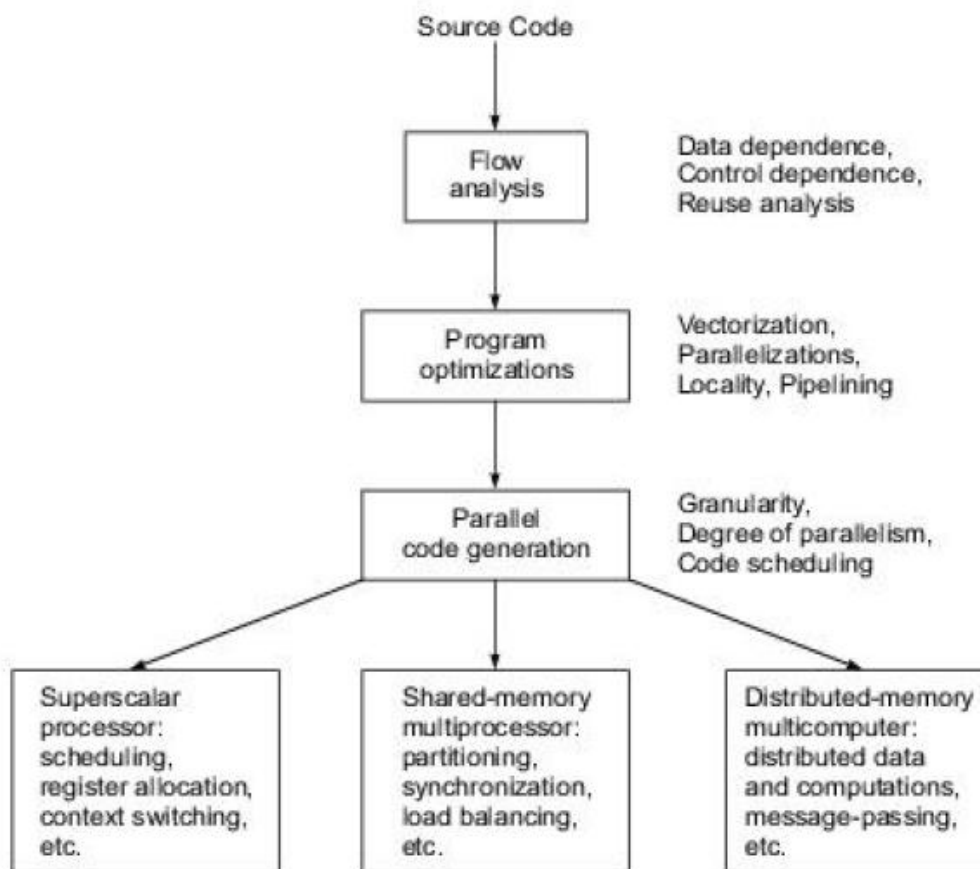 Source Code
Flow
analysis
Data dependence,
Control dependence,
Reuse analysis
Program
optimizations
Vectorization,
Parallelizations,
Locality, Pipelining
Parallel
code generation
Granularity,
Degree of parallelism,
Code scheduling
Superscalar
processor:
scheduling,
register allocation,
context switching,
etc.
Shared-memory
multiprocessor:
partitioning,
synchronization,
load balancing,
etc.
Distributed-memory
multicomputer:
distributed data
and computations,
message-passing,
etc.